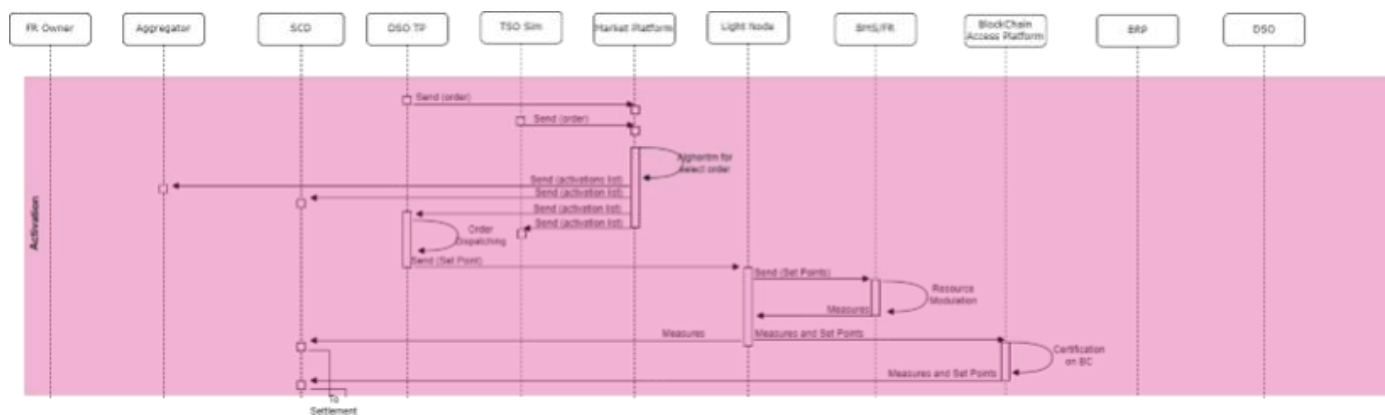 FR Owner
Aggregator
SCD
DSO TP
TSO Sim
Market Platform
Light Node
BMS/FR
BlockChain
Access Platform
BRP
DSO
Activation
Send (order)
Send (order)
Alghoritm for
select order
Send (activations list)
Send (activation list)
Send (activation list)
Send (activation list)
Order
Dispatching
Send (Set Point)
Send (Set Points)
Resource
Modulation
Measures
Measures
Measures and Set Points
Certification
on BC
Measures and Set Points
To
Settlement